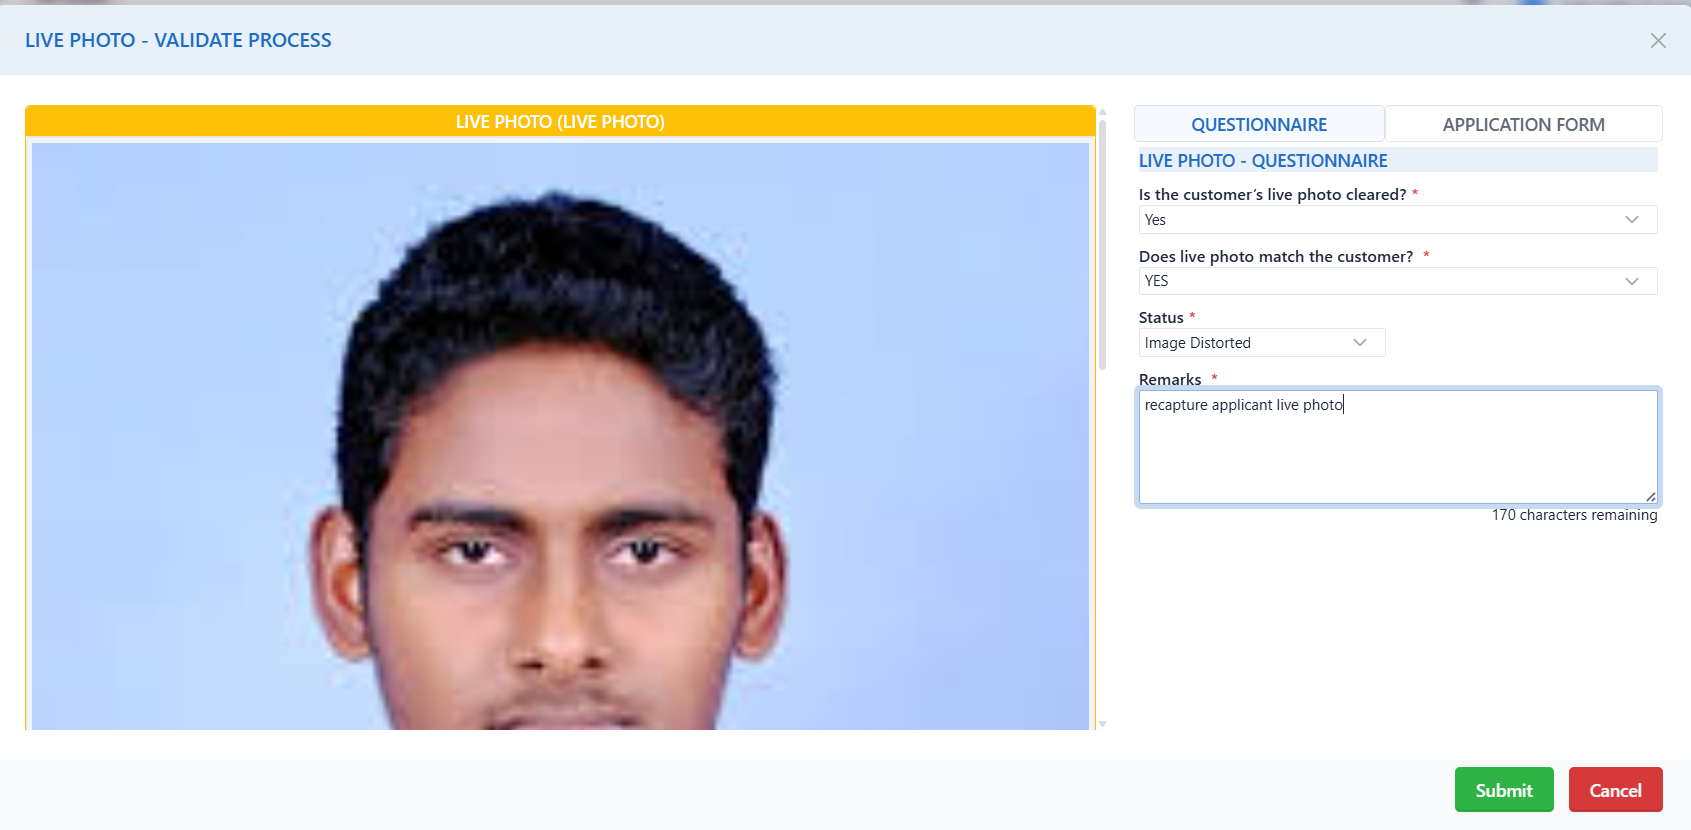 LIVE PHOTO - VALIDATE PROCESS
LIVE PHOTO (LIVE PHOTO)
QUESTIONNAIRE
APPLICATION FORM
LIVE PHOTO - QUESTIONNAIRE
Is the customer’s live photo cleared? *
Yes
Does live photo match the customer? *
YES
Status *
Image Distorted
Remarks *
recapture applicant live photo
170 characters remaining
Submit
Cancel